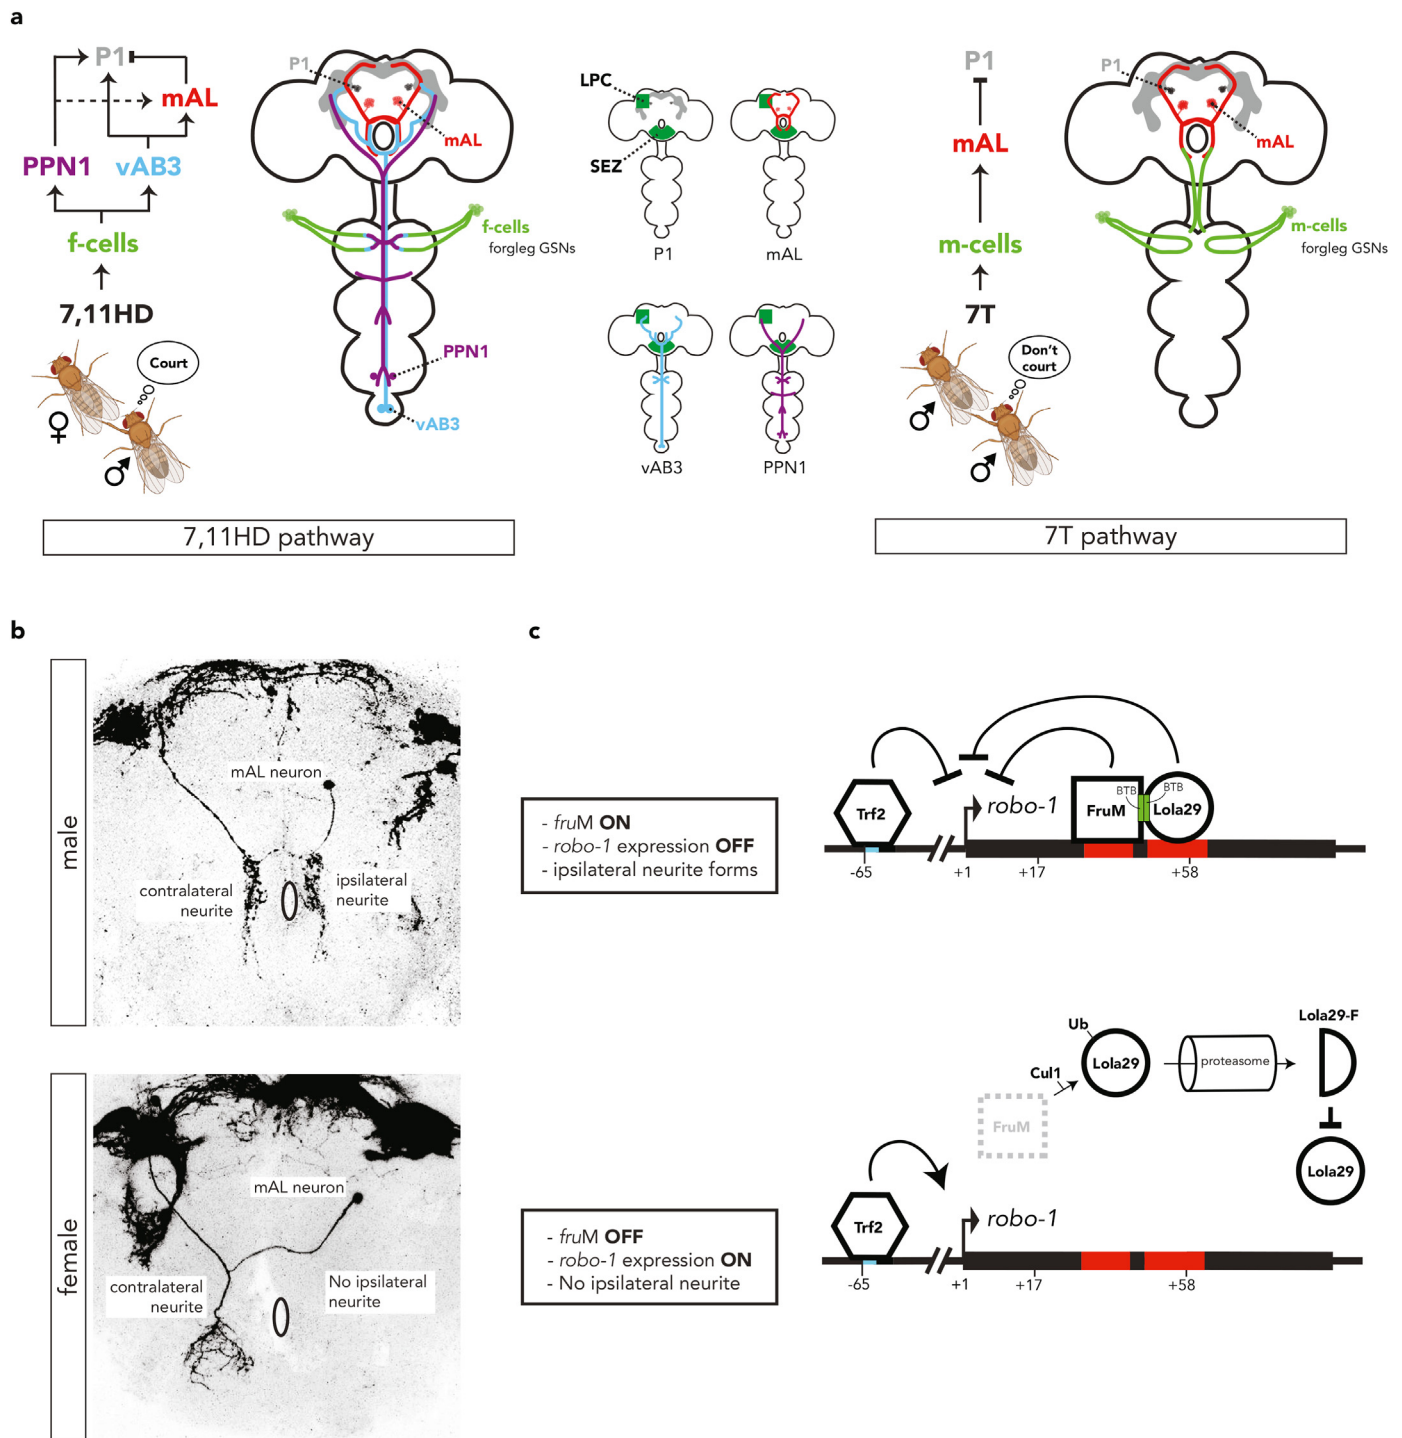 a
P1
mAL
PPN1
vAB3
f-cells
7,11HD
Court
♀
♂
P1
mAL
f-cells
forgleg GSNs
PPN1
vAB3
7,11HD pathway
LPC
SEZ
P1
mAL
vAB3
PPN1
P1
mAL
m-cells
7T
Don't
court
♂
♂
P1
mAL
m-cells
forgleg GSNs
7T pathway
b
male
mAL neuron
contralateral
neurite
ipsilateral
neurite
female
mAL neuron
contralateral
neurite
No ipsilateral
neurite
c
- fruM ON
- robo-1 expression OFF
- ipsilateral neurite forms
Trf2
robo-1
FruM
BTB
BTB
Lola29
-65
+1
+17
+58
- fruM OFF
- robo-1 expression ON
- No ipsilateral neurite
FruM
Cul1
Ub
Lola29
proteasome
Lola29-F
Lola29
Trf2
robo-1
-65
+1
+17
+58